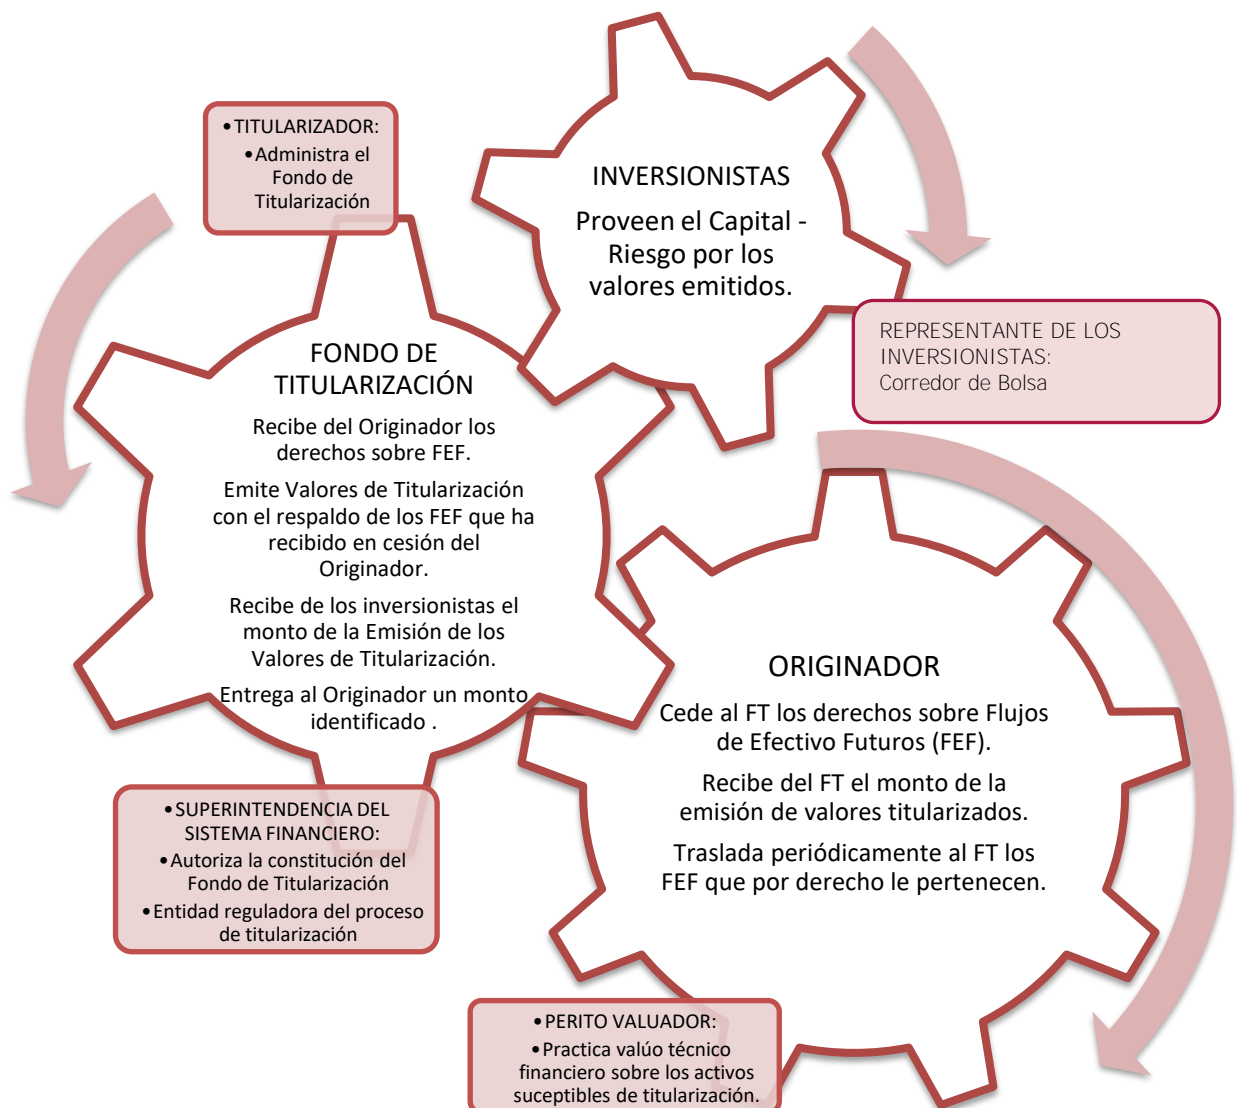 •TITULARIZADOR:
•Administra el
Fondo de
Titularización
INVERSIONISTAS
Proveen el Capital -
Riesgo por los
valores emitidos.
REPRESENTANTE DE LOS
INVERSIONISTAS:
Corredor de Bolsa
FONDO DE
TITULARIZACIÓN
Recibe del Originador los
derechos sobre FEF.
Emite Valores de Titularización
con el respaldo de los FEF que ha
recibido en cesión del
Originador.
Recibe de los inversionistas el
monto de la Emisión de los
Valores de Titularización.
Entrega al Originador un monto
identificado .
ORIGINADOR
Cede al FT los derechos sobre Flujos
de Efectivo Futuros (FEF).
Recibe del FT el monto de la
emisión de valores titularizados.
Traslada periódicamente al FT los
FEF que por derecho le pertenecen.
•SUPERINTENDENCIA DEL
SISTEMA FINANCIERO:
•Autoriza la constitución del
Fondo de Titularización
•Entidad reguladora del proceso
de titularización
•PERITO VALUADOR:
•Practica valúo técnico
financiero sobre los activos
suceptibles de titularización.